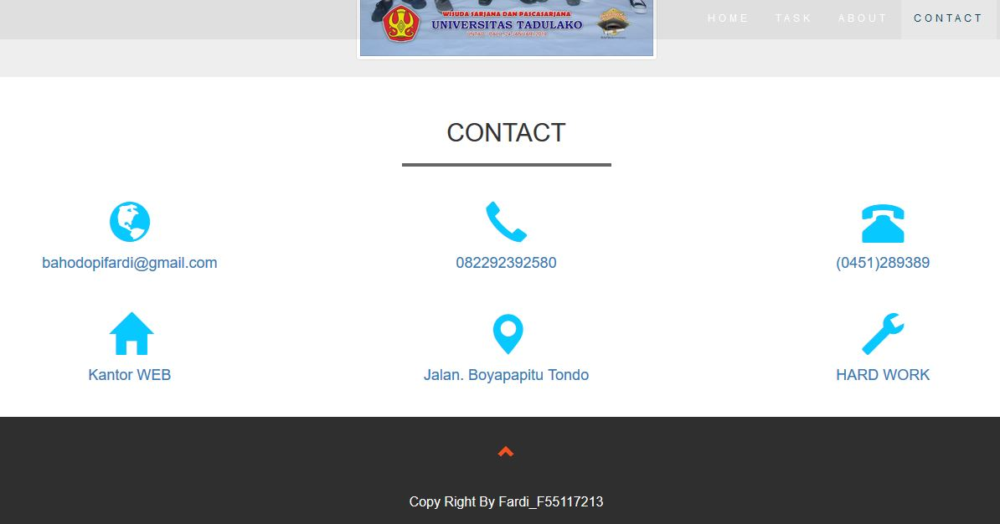 WISUDA SARJANA DAN PASCASARJANA
UNIVERSITAS TADULAKO
HOME TASK ABOUT CONTACT
CONTACT
bahodopifardi@gmail.com
082292392580
(0451)289389
Kantor WEB
Jalan. Boyapapitu Tondo
HARD WORK
Copy Right By Fardi_F55117213